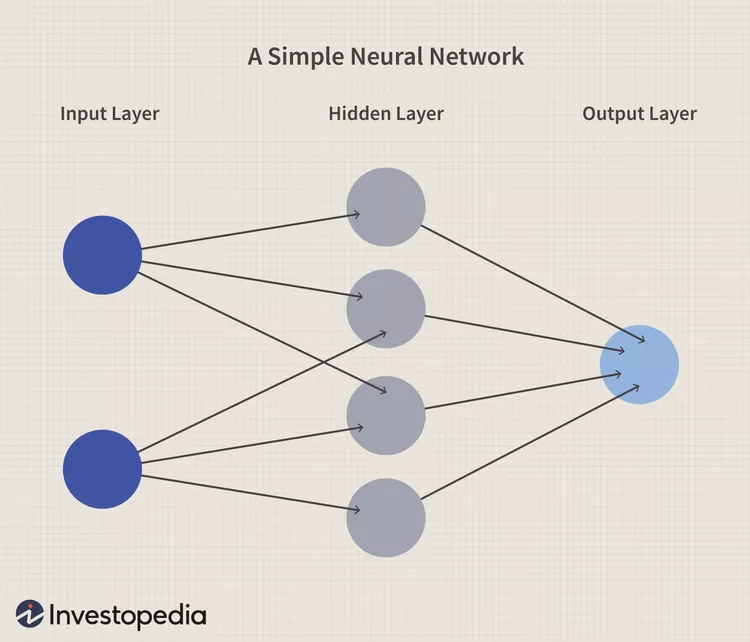 A Simple Neural Network
Input Layer
Hidden Layer
Output Layer
Investopedia